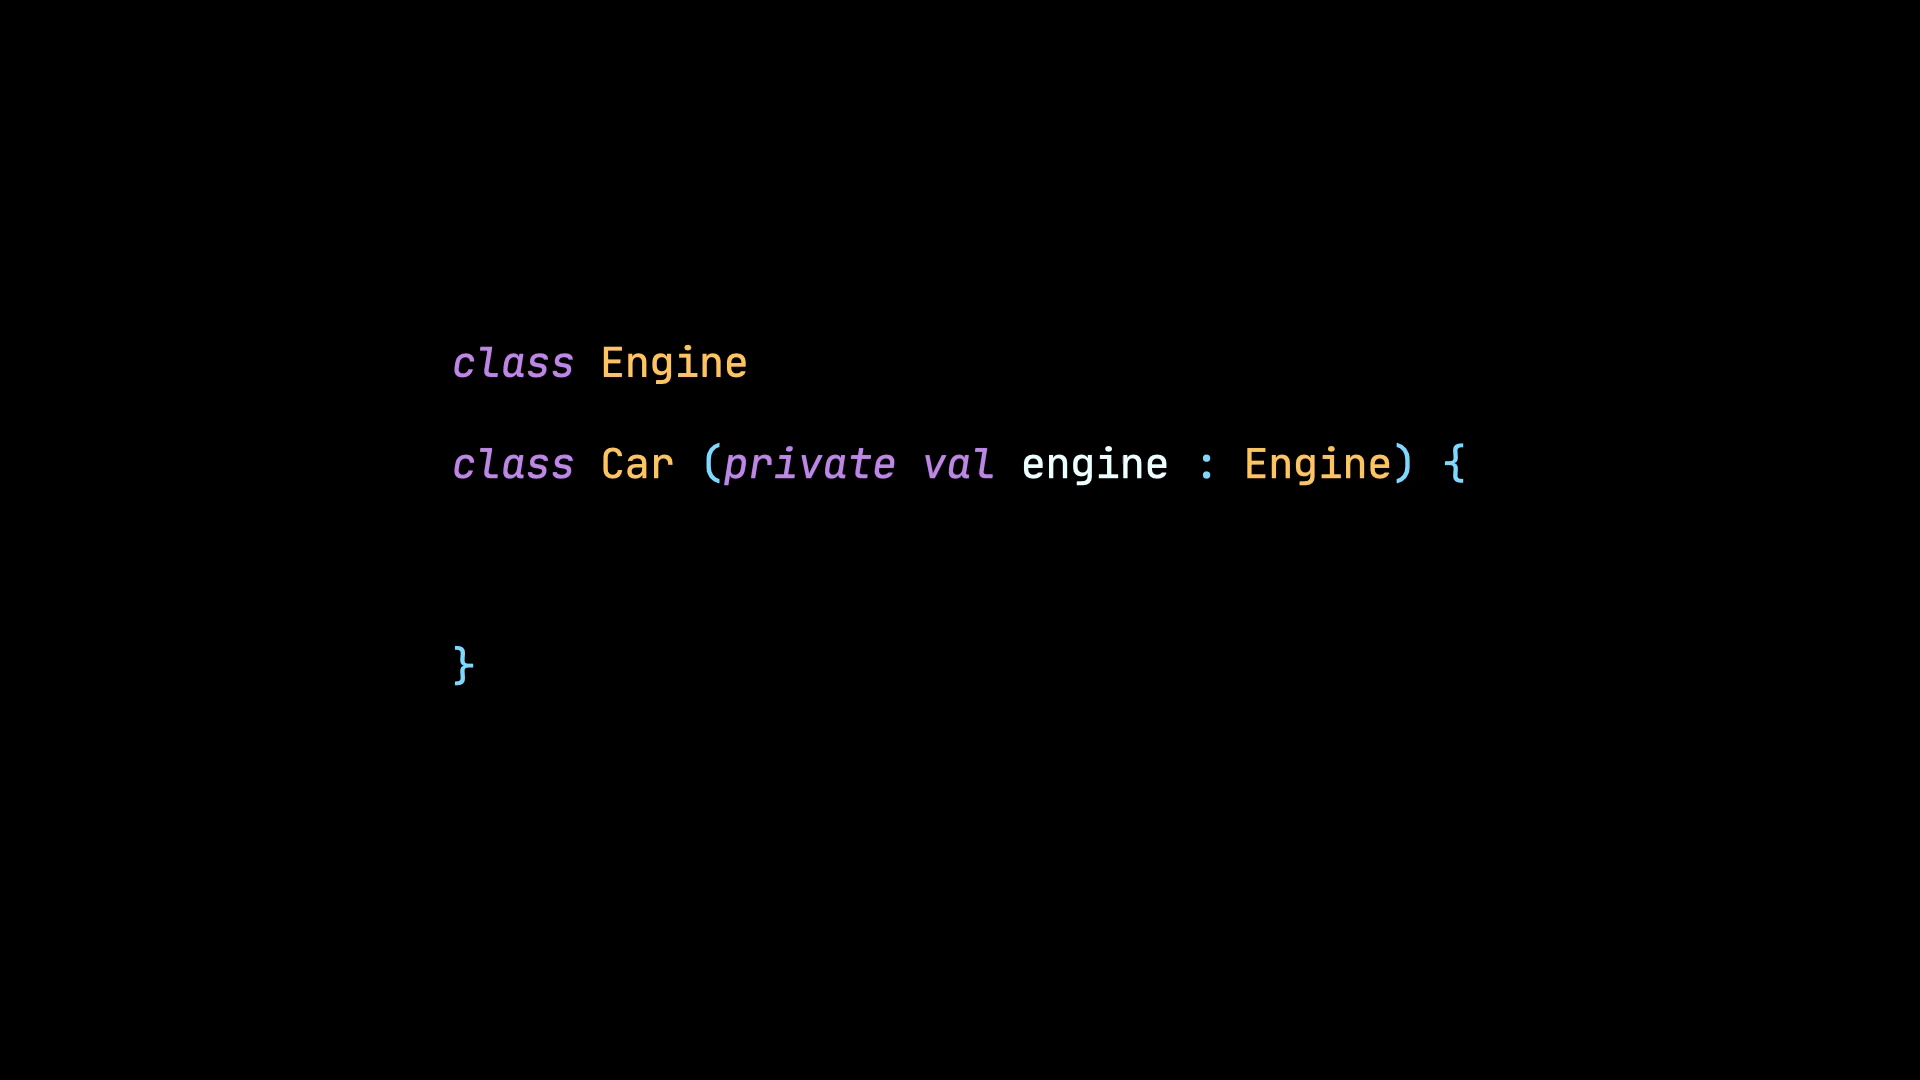 class Engine
class Car (private val engine : Engine) {
}